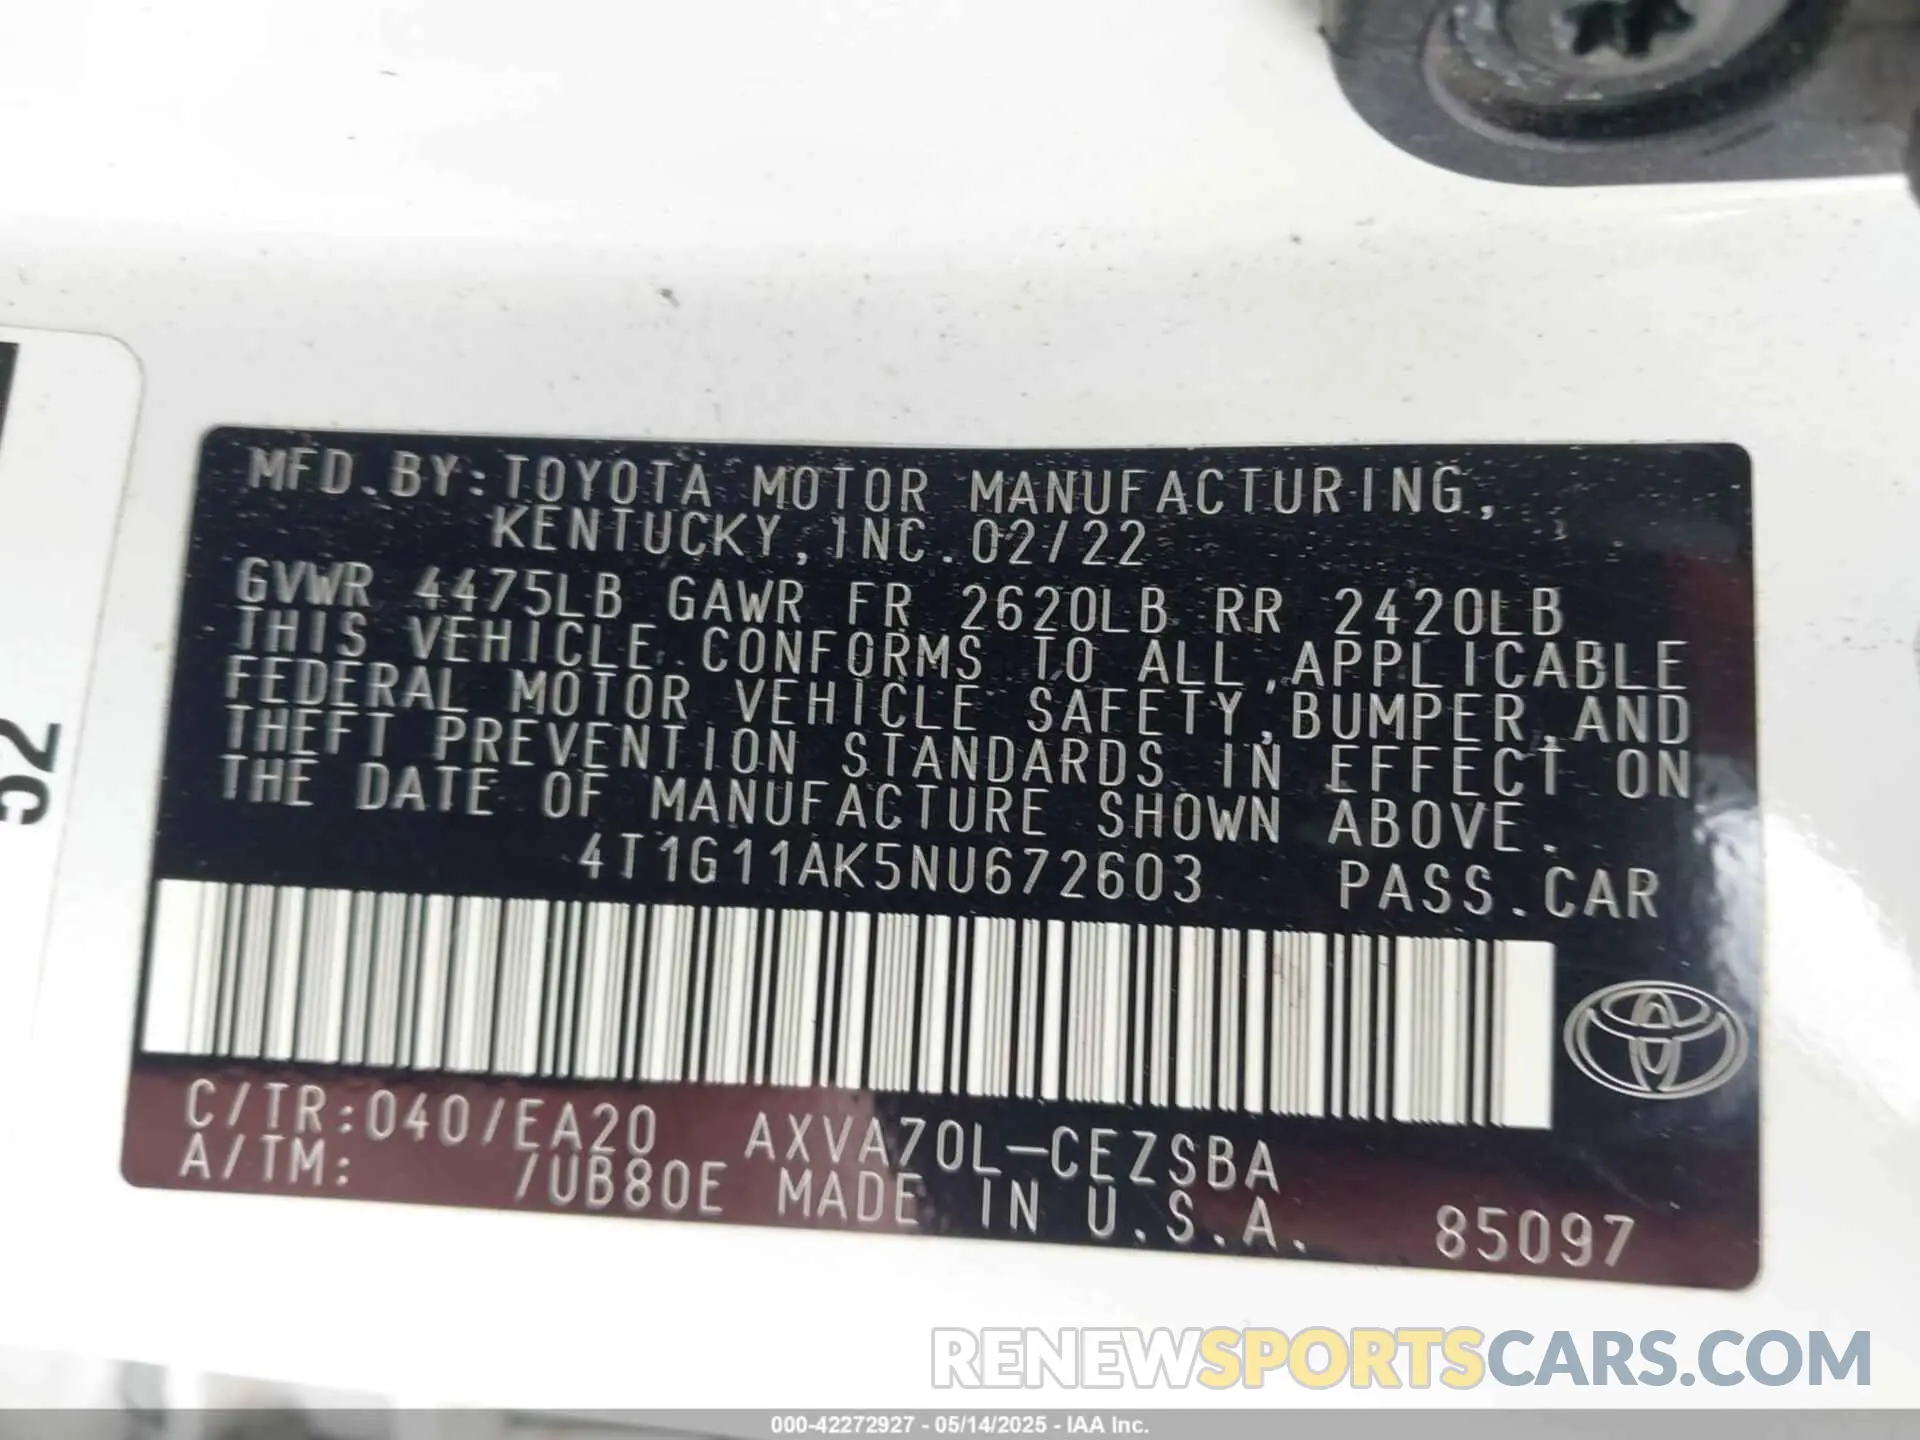 MFD.BY:TOYOTA MOTOR MANUFACTURING,
KENTUCKY,INC.02/22
GVWR 4475LB GAWR FR 2620LB RR 2420LB
THIS VEHICLE CONFORMS TO ALL APPLICABLE
FEDERAL MOTOR VEHICLE SAFETY,BUMPER,AND
THEFT PREVENTION STANDARDS IN EFFECT ON
THE DATE OF MANUFACTURE SHOWN ABOVE.
4T1G11AK5NU672603 PASS.CAR
C/TR:040/EA20 AXVA70L-CEZSBA
A/TM: /UB80E MADE IN U.S.A. 85097
52
RENEWSPORTSCARS.COM
000-42272927 - 05/14/2025 - IAA Inc.